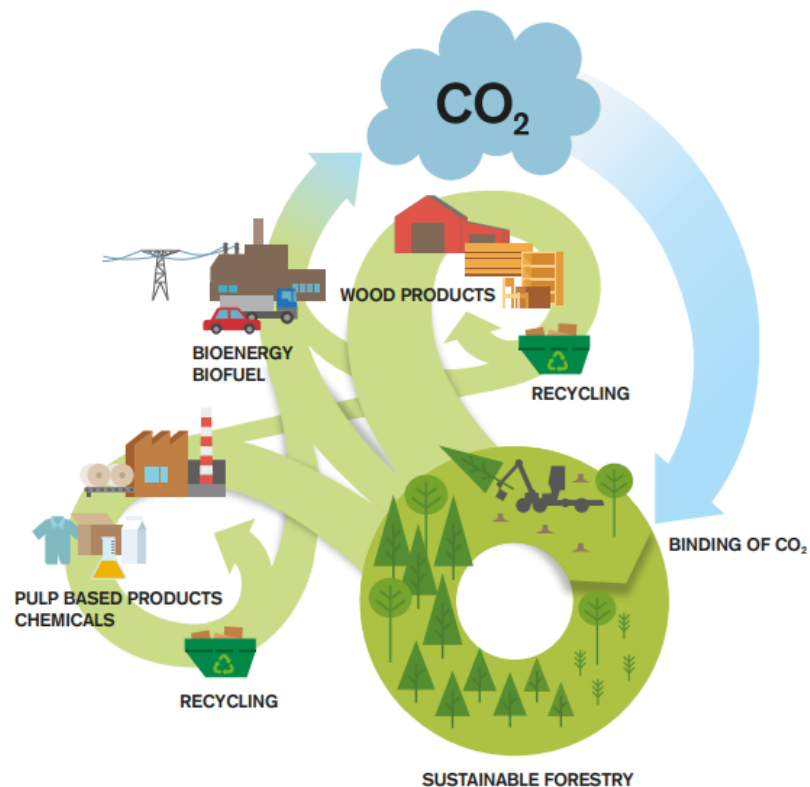 CO₂
WOOD PRODUCTS
BIOENERGY
BIOFUEL
RECYCLING
BINDING OF CO₂
PULP BASED PRODUCTS
CHEMICALS
RECYCLING
SUSTAINABLE FORESTRY